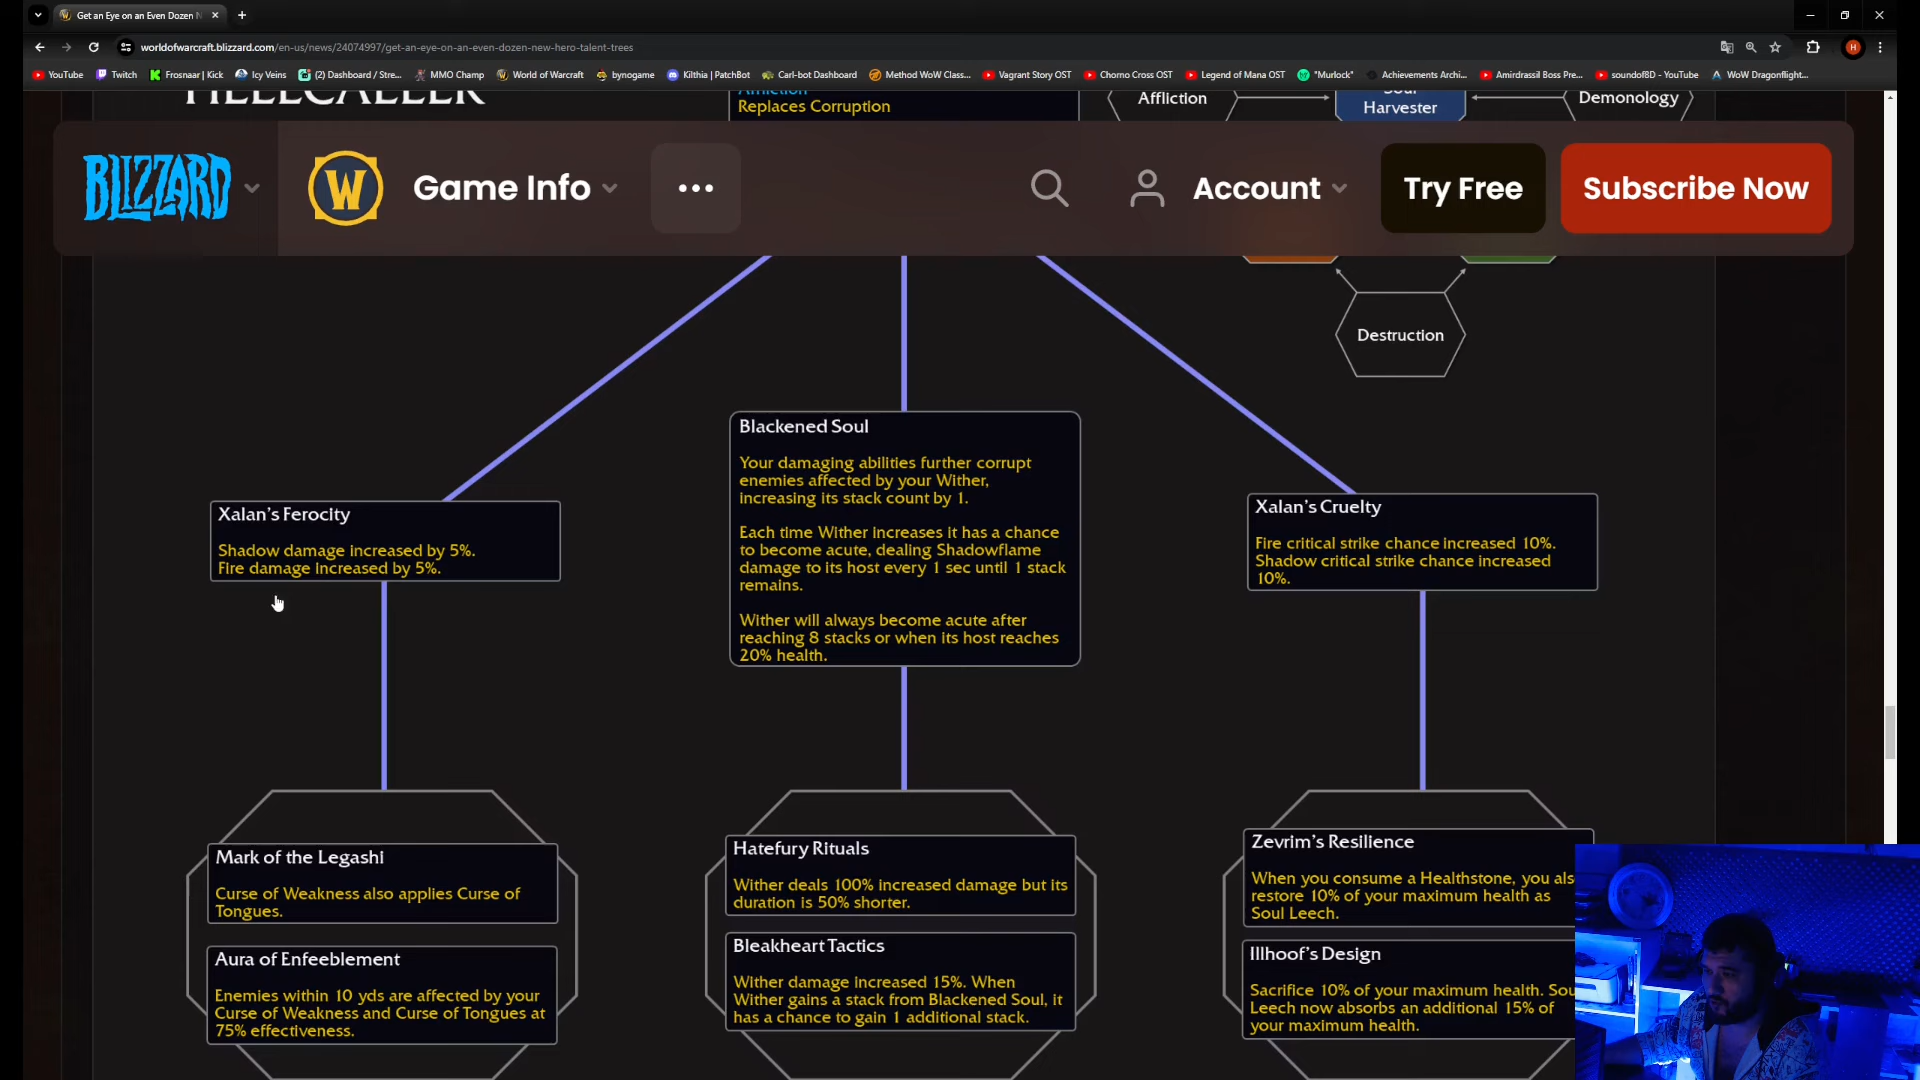 Get an Eye on an Even Dozen N
worldofwarcraft.blizzard.com/en-us/news/24074997/get-an-eye-on-an-even-dozen-new-hero-talent-trees
H
YouTube
Twitch
Frosnaar | Kick
Icy Veins
(2) Dashboard / Stre...
MMO Champ
World of Warcraft
bynogame
Kilthia | PatchBot
Carl-bot Dashboard
Method WoW Class...
Vagrant Story OST
Chorno Cross OST
Legend of Mana OST
"Murlock"
Achievements Archi...
Amirdrassil Boss Pre...
soundof8D - YouTube
WoW Dragonflight...
HELLCALLER
Affliction
Replaces Corruption
Affliction
Soul
Harvester
Demonology
BLIZZARD
W
Game Info
Account
Try Free
Subscribe Now
Destruction
Xalan's Ferocity
Shadow damage increased by 5%.
Fire damage increased by 5%.
Blackened Soul
Your damaging abilities further corrupt
enemies affected by your Wither,
increasing its stack count by 1.
Each time Wither increases it has a chance
to become acute, dealing Shadowflame
damage to its host every 1 sec until 1 stack
remains.
Wither will always become acute after
reaching 8 stacks or when its host reaches
20% health.
Xalan's Cruelty
Fire critical strike chance increased 10%.
Shadow critical strike chance increased
10%.
Mark of the Legashi
Curse of Weakness also applies Curse of
Tongues.
Aura of Enfeeblement
Enemies within 10 yds are affected by your
Curse of Weakness and Curse of Tongues at
75% effectiveness.
Hatefury Rituals
Wither deals 100% increased damage but its
duration is 50% shorter.
Bleakheart Tactics
Wither damage increased 15%. When
Wither gains a stack from Blackened Soul, it
has a chance to gain 1 additional stack.
Zevrim's Resilience
When you consume a Healthstone, you als
restore 10% of your maximum health as
Soul Leech.
Illhoof's Design
Sacrifice 10% of your maximum health. Sou
Leech now absorbs an additional 15% of
your maximum health.